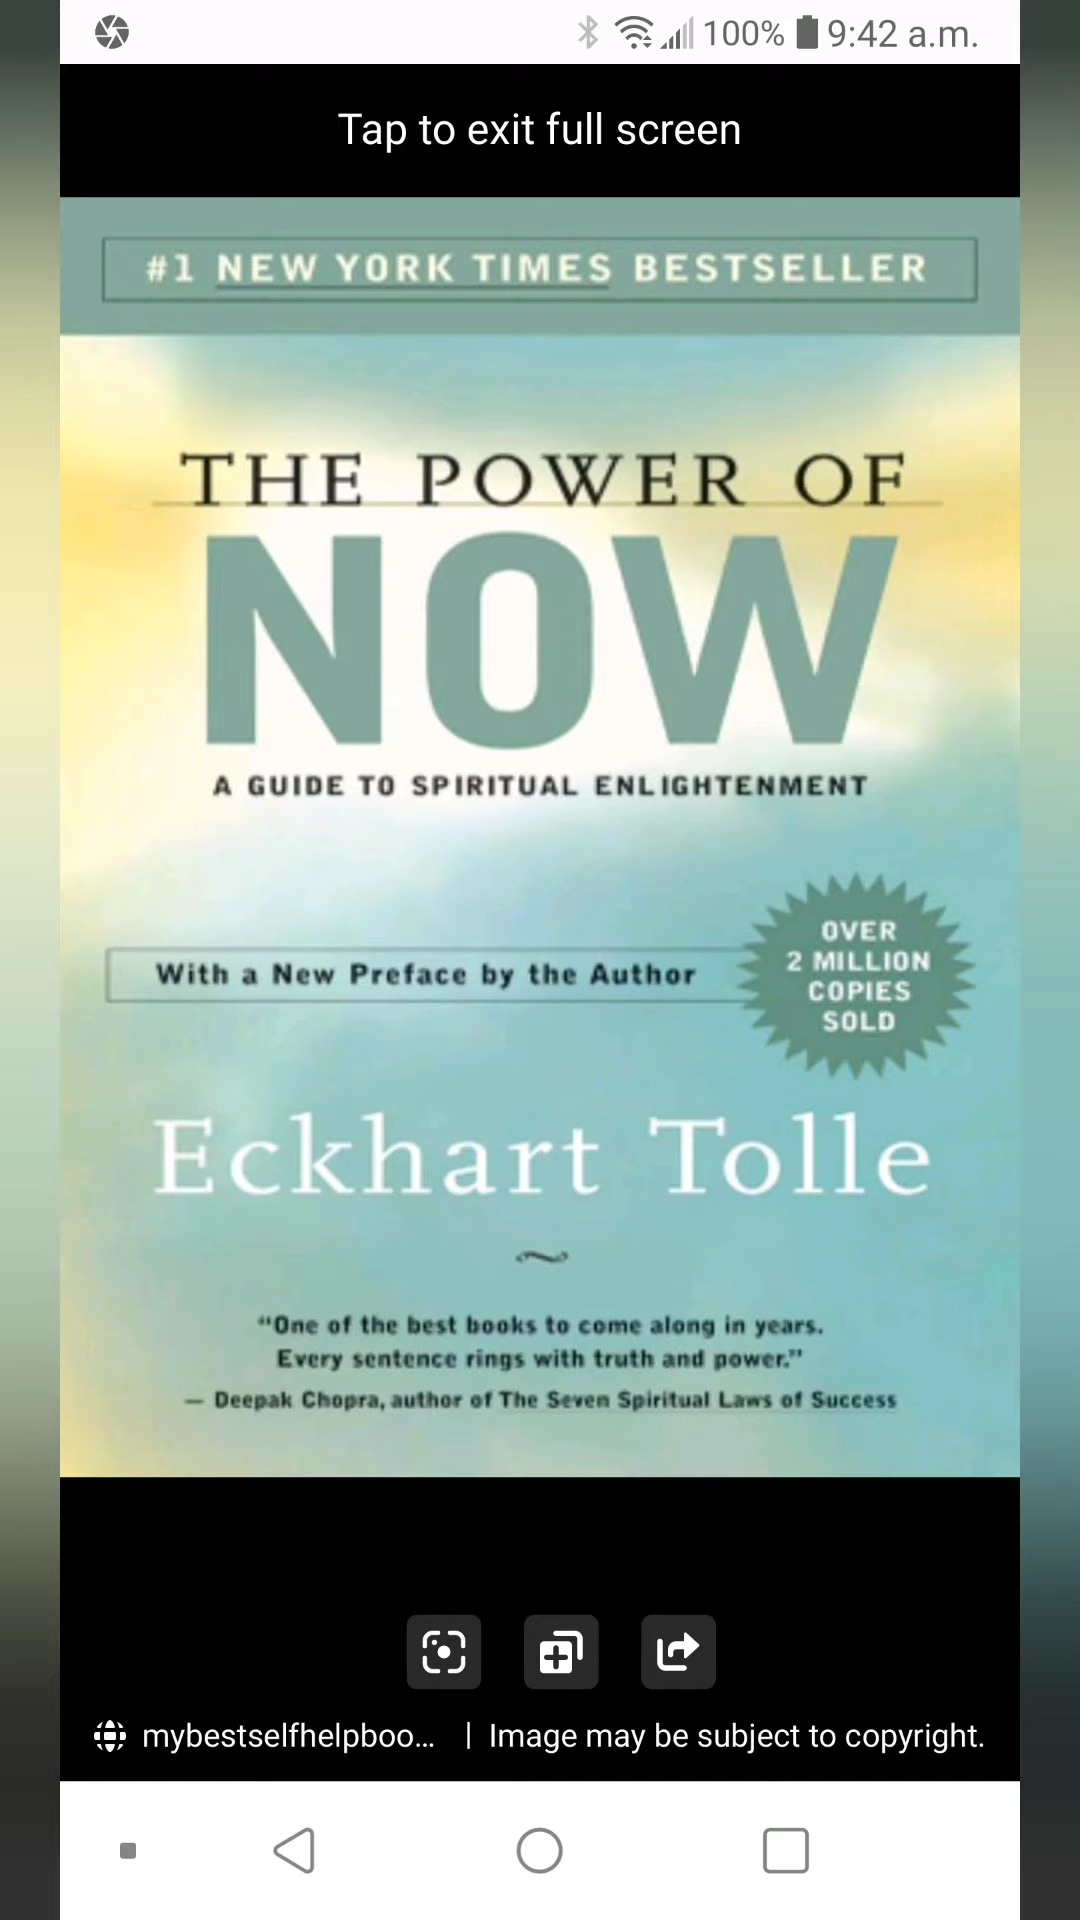 100% 9:42 a.m.
Tap to exit full screen
#1 NEW YORK TIMES BESTSELLER
THE POWER OF
NOW
A GUIDE TO SPIRITUAL ENLIGHTENMENT
With a New Preface by the Author
OVER
2 MILLION
COPIES
SOLD
Eckhart Tolle
“One of the best books to come along in years.
Every sentence rings with truth and power.”
— Deepak Chopra, author of The Seven Spiritual Laws of Success
mybestselfhelpboo... | Image may be subject to copyright.